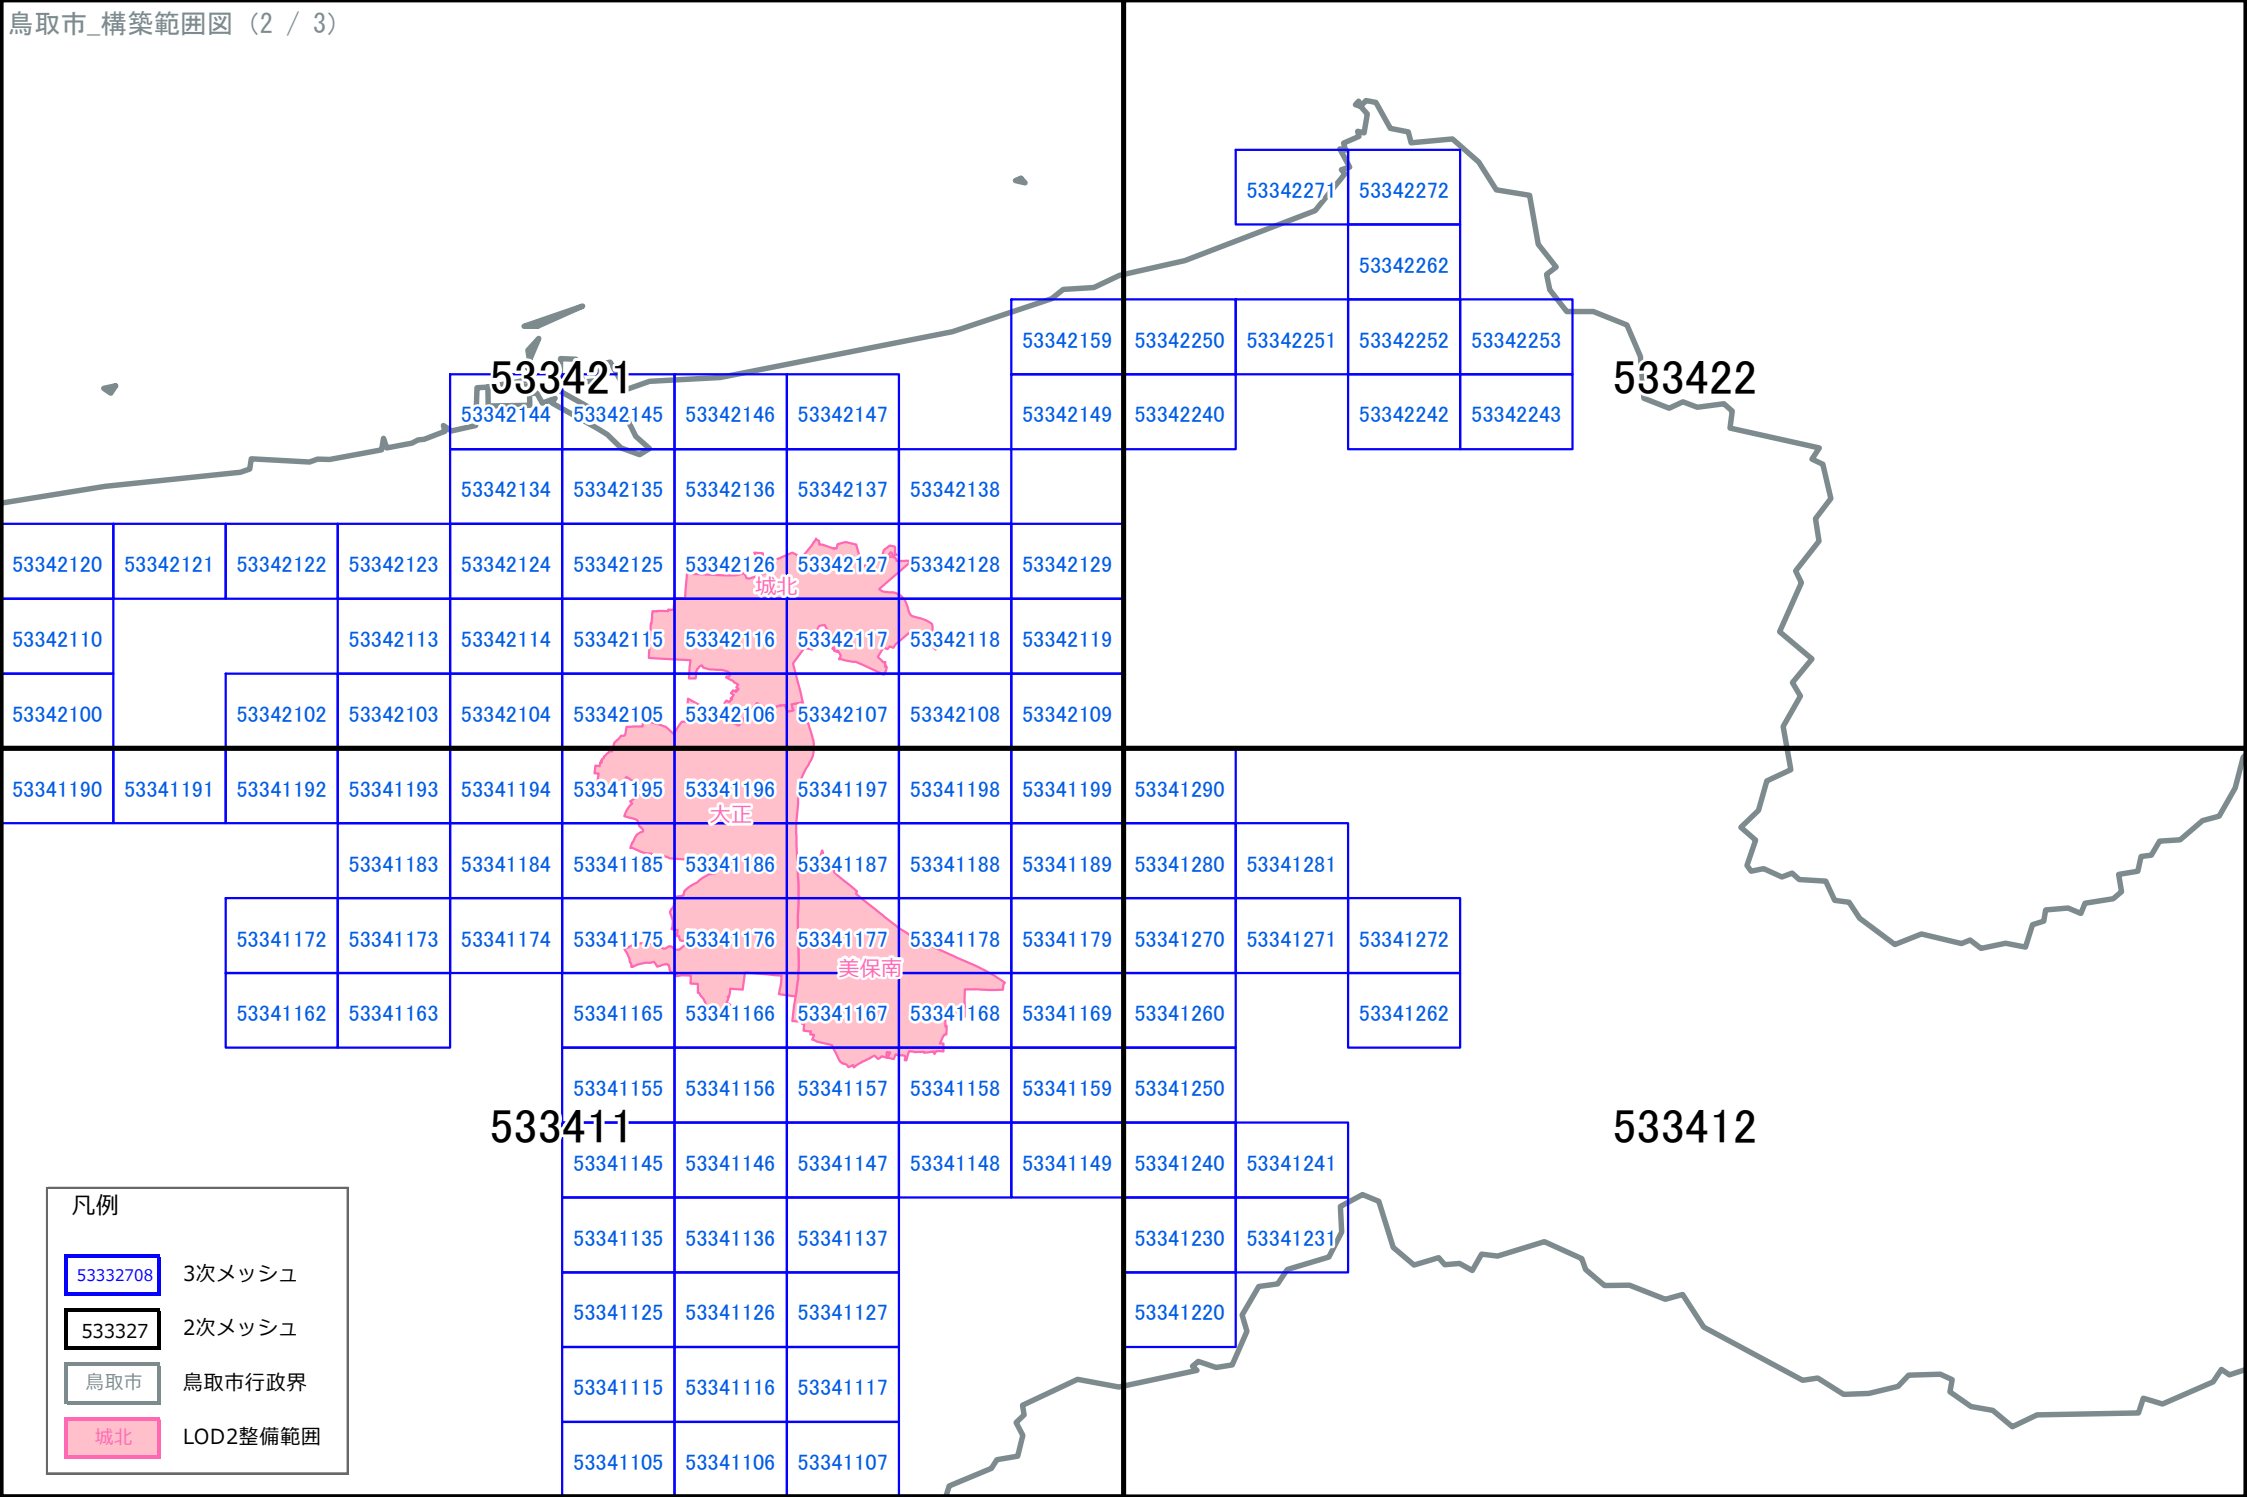 鳥取市_構築範囲図 (2 / 3)
53342271 53342272
53342262
53342159 53342250 53342251 53342252 53342253
533421 533422
53342144 53342145 53342146 53342147 53342149 53342240 53342242 53342243
53342134 53342135 53342136 53342137 53342138
53342120 53342121 53342122 53342123 53342124 53342125 53342126 53342127 53342128 53342129
城北
53342110 53342113 53342114 53342115 53342116 53342117 53342118 53342119
53342100 53342102 53342103 53342104 53342105 53342106 53342107 53342108 53342109
53341190 53341191 53341192 53341193 53341194 53341195 53341196 53341197 53341198 53341199 53341290
大正
53341183 53341184 53341185 53341186 53341187 53341188 53341189 53341280 53341281
53341172 53341173 53341174 53341175 53341176 53341177 53341178 53341179 53341270 53341271 53341272
美保南
53341162 53341163 53341165 53341166 53341167 53341168 53341169 53341260 53341262
53341155 53341156 53341157 53341158 53341159 53341250
533411 533412
53341145 53341146 53341147 53341148 53341149 53341240 53341241
53341135 53341136 53341137 53341230 53341231
53341125 53341126 53341127 53341220
53341115 53341116 53341117
53341105 53341106 53341107
凡例
53332708 3次メッシュ
533327 2次メッシュ
鳥取市 鳥取市行政界
城北 LOD2整備範囲